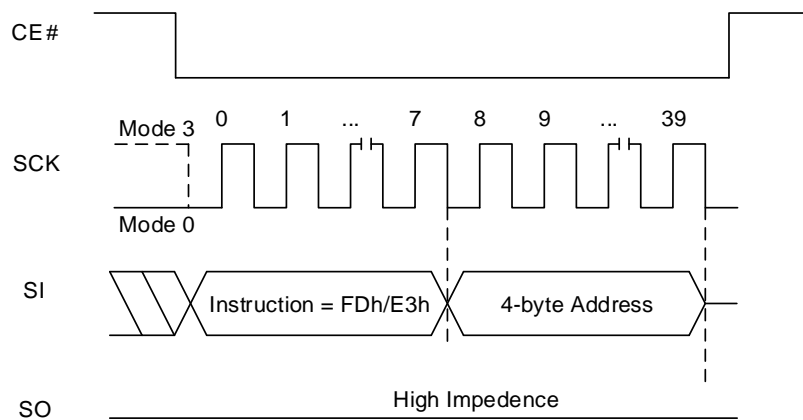 CE#
0 1 ... 7 8 9 ... 39
Mode 3
SCK
Mode 0
SI
Instruction = FDh/E3h 4-byte Address
High Impedence
SO